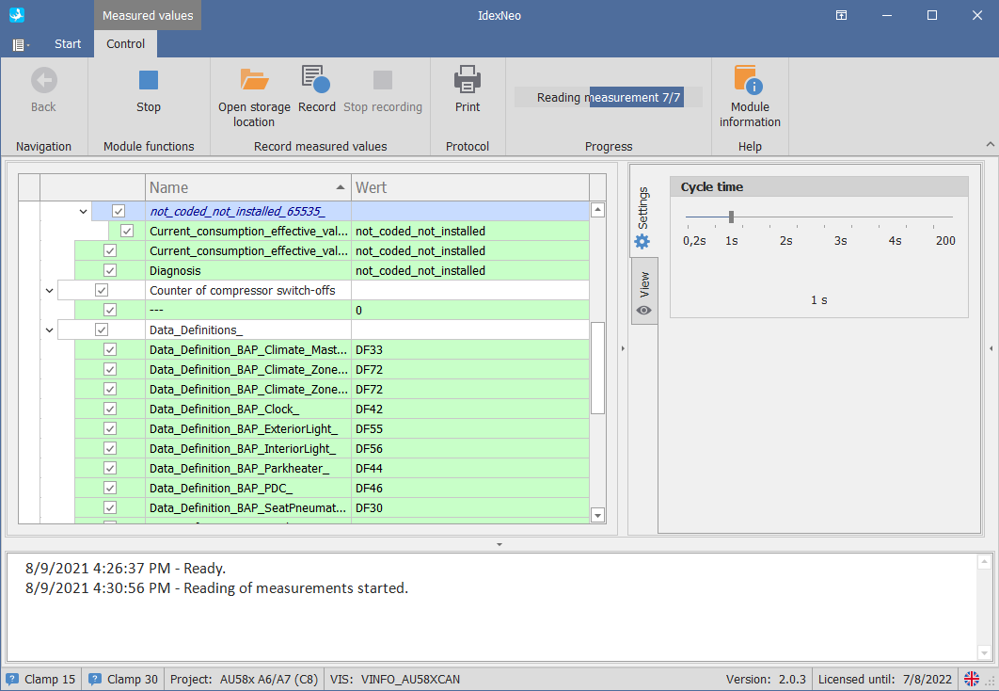 Measured values
IdexNeo
Start
Control
Back
Stop
Open storage location
Record
Stop recording
Print
Reading measurement 7/7
Module information
Navigation
Module functions
Record measured values
Protocol
Progress
Help
Name
Wert
not_coded_not_installed_65535_
Current_consumption_effective_val... not_coded_not_installed
Current_consumption_effective_val... not_coded_not_installed
Diagnosis not_coded_not_installed
Counter of compressor switch-offs
--- 0
Data_Definitions_
Data_Definition_BAP_Climate_Mast... DF33
Data_Definition_BAP_Climate_Zone... DF72
Data_Definition_BAP_Climate_Zone... DF72
Data_Definition_BAP_Clock_ DF42
Data_Definition_BAP_ExteriorLight_ DF55
Data_Definition_BAP_InteriorLight_ DF56
Data_Definition_BAP_Parkheater_ DF44
Data_Definition_BAP_PDC_ DF46
Data_Definition_BAP_SeatPneumat... DF30
Settings
View
Cycle time
0,2s 1s 2s 3s 4s 200
1 s
8/9/2021 4:26:37 PM - Ready.
8/9/2021 4:30:56 PM - Reading of measurements started.
Clamp 15
Clamp 30
Project: AU58x A6/A7 (C8)
VIS: VINFO_AU58XCAN
Version: 2.0.3
Licensed until: 7/8/2022